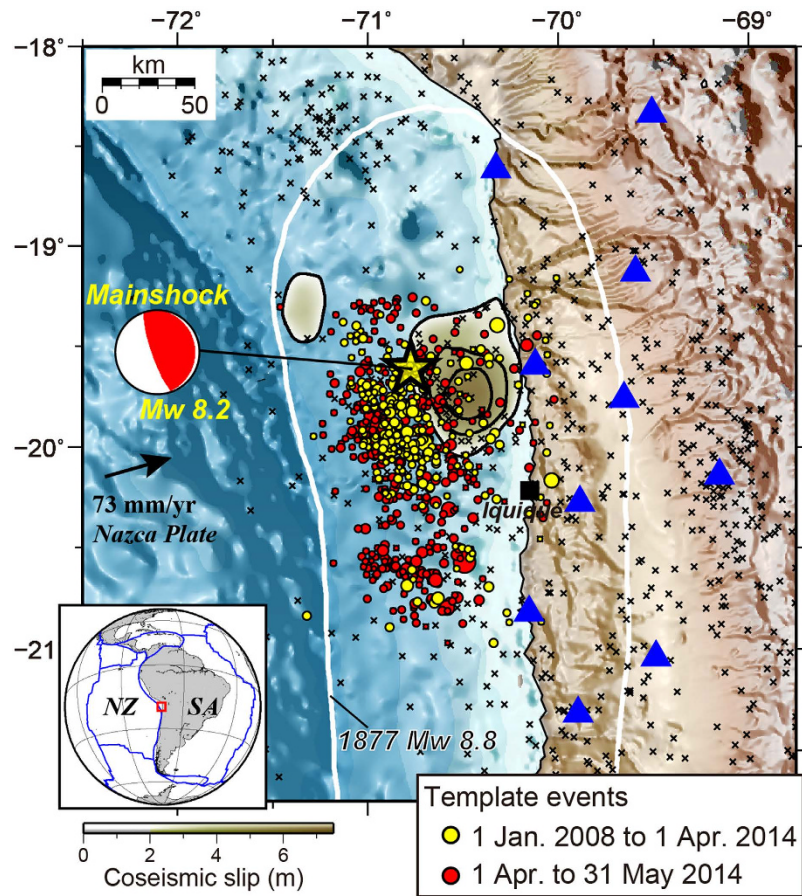 −72° −71° −70° −69°
−18°
km
0 50
−19°
Mainshock
Mw 8.2
−20°
73 mm/yr
Nazca Plate
Iquique
−21°
NZ SA
1877 Mw 8.8
0 2 4 6
Coseismic slip (m)
Template events
1 Jan. 2008 to 1 Apr. 2014
1 Apr. to 31 May 2014